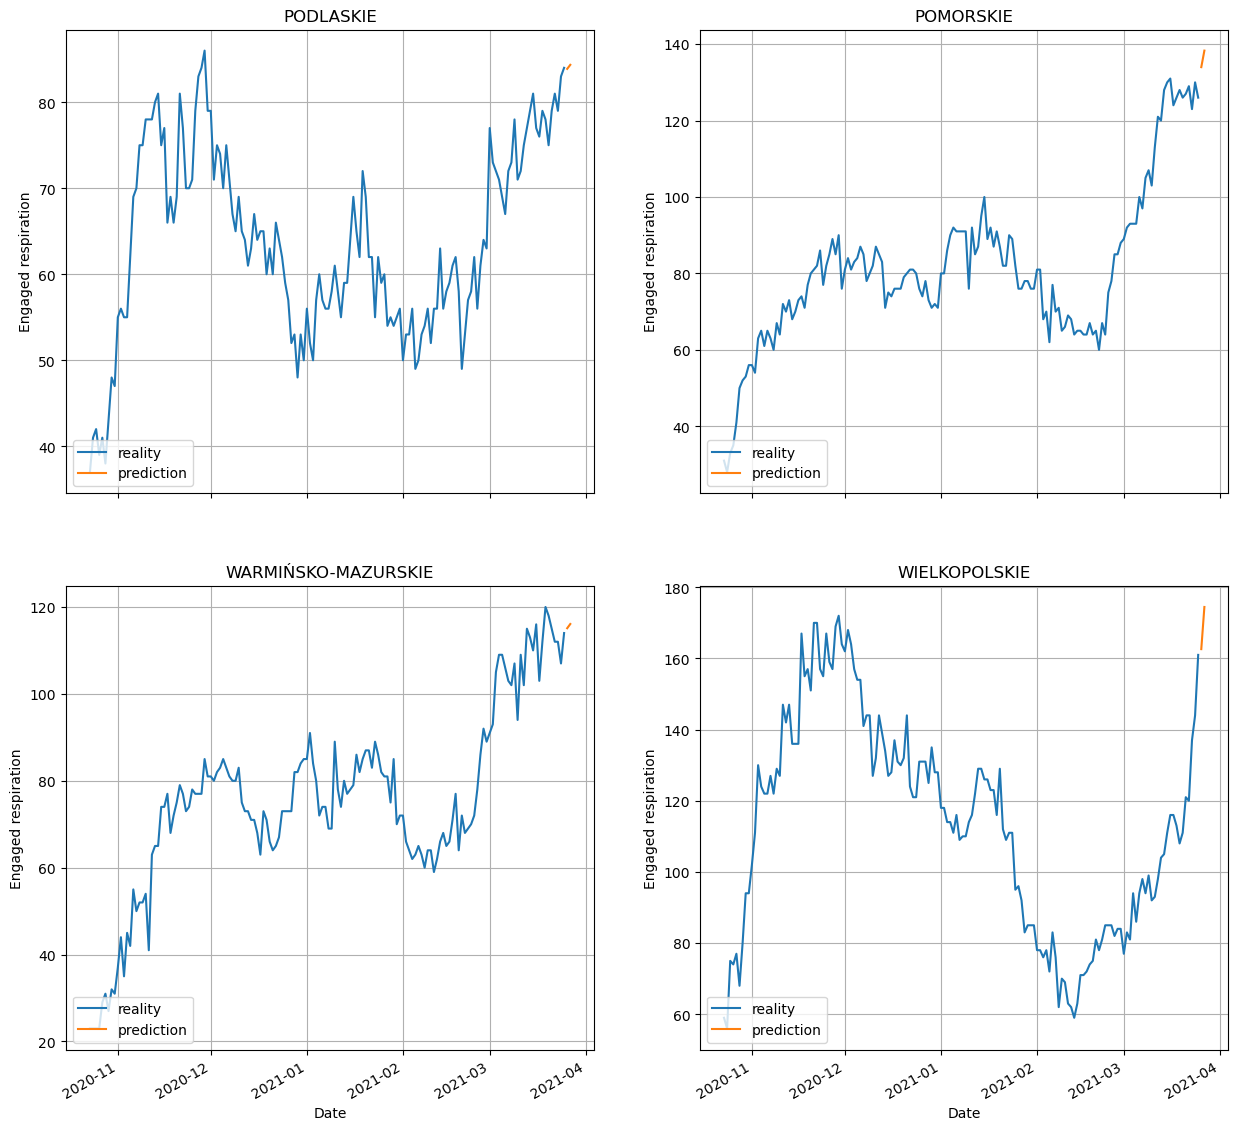 PODLASKIE
Engaged respiration
80
70
60
50
40
reality
prediction
POMORSKIE
Engaged respiration
140
120
100
80
60
40
reality
prediction
WARMIŃSKO-MAZURSKIE
Engaged respiration
120
100
80
60
40
20
reality
prediction
2020-11
2020-12
2021-01
2021-02
2021-03
2021-04
Date
WIELKOPOLSKIE
Engaged respiration
180
160
140
120
100
80
60
reality
prediction
2020-11
2020-12
2021-01
2021-02
2021-03
2021-04
Date